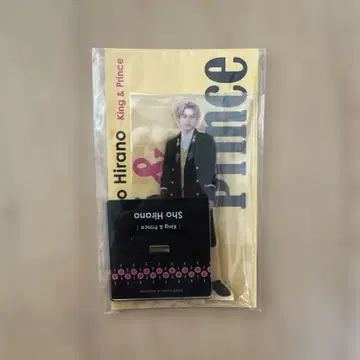 Sho Hirano
King & Prince
& Prince
Sho Hirano
| King & Prince |